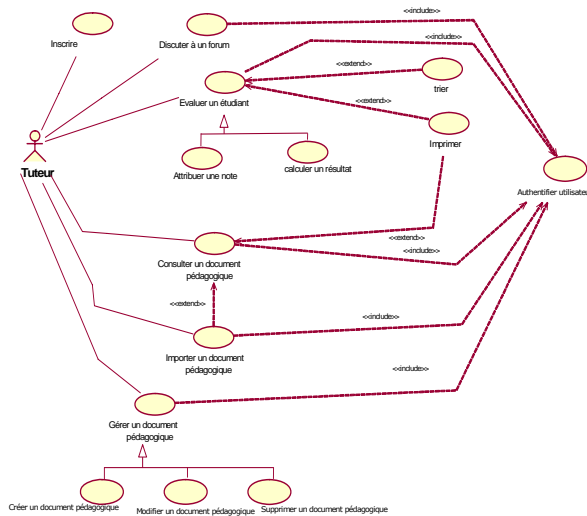 <<include>>
Inscrire
Discuter à un forum
<<include>>
<<extend>>
trier
Evaluer un étudiant
<<extend>>
Imprimer
Tuteur
Attribuer une note
calculer un résultat
Authentifier utilisateur
<<extend>>
<<include>>
Consulter un document
pédagogique
<<extend>>
<<include>>
Importer un document
pédagogique
<<include>>
Gérer un document
pédagogique
Créer un document pédagogique
Modifier un document pédagogique
Supprimer un document pédagogique